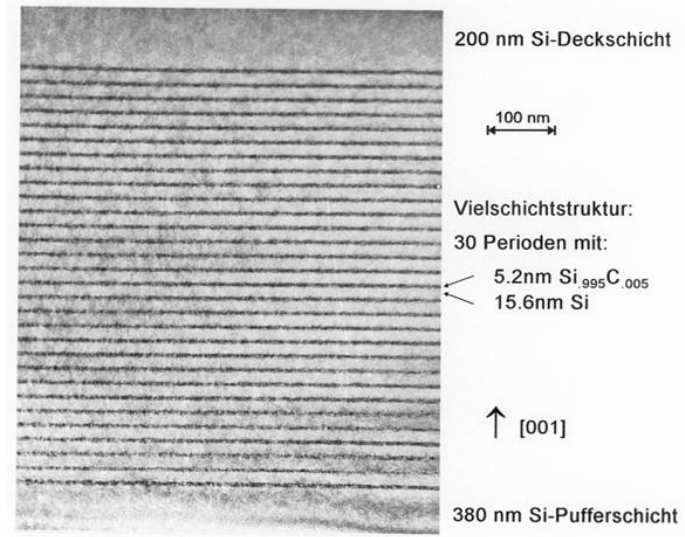 200 nm Si-Deckschicht
100 nm
Vielschichtstruktur:
30 Perioden mit:
5.2nm Si.995C.005
15.6nm Si
[001]
380 nm Si-Pufferschicht